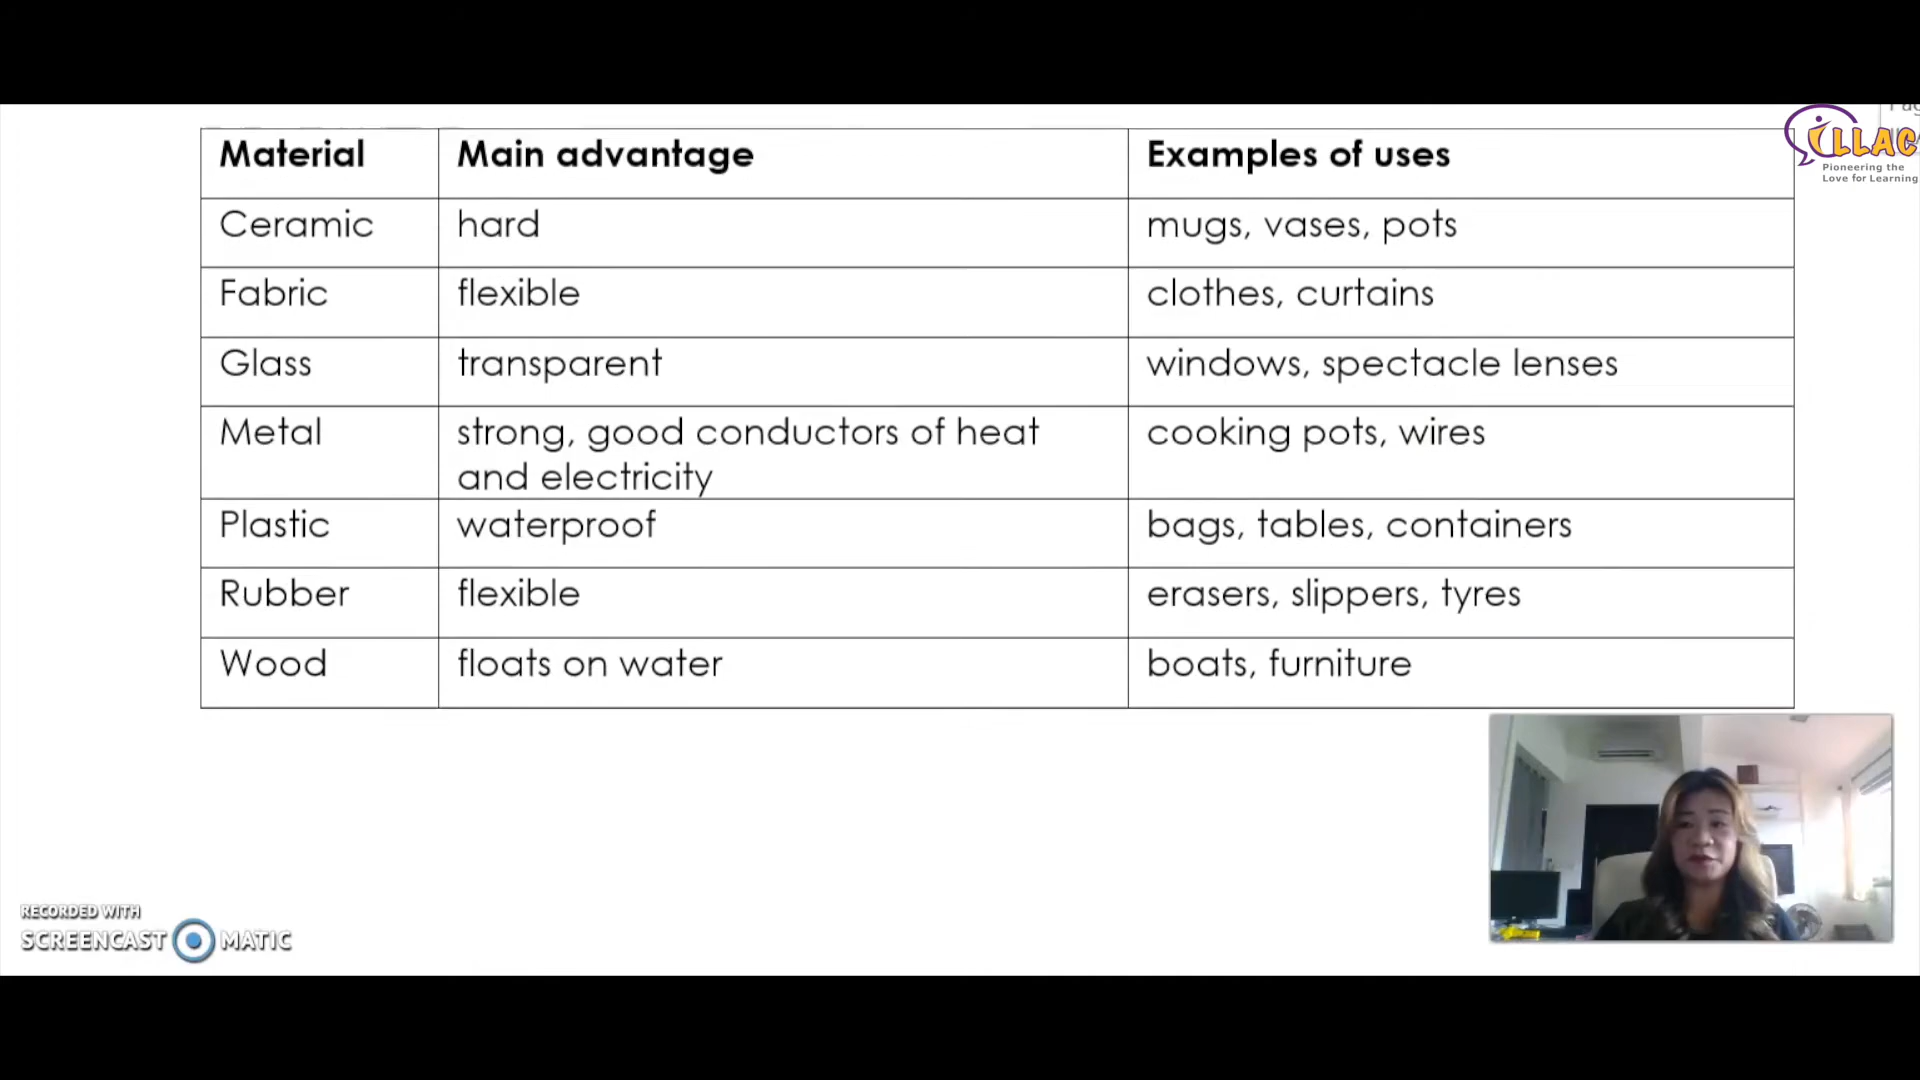 Material Main advantage Examples of uses
Ceramic hard mugs, vases, pots
Fabric flexible clothes, curtains
Glass transparent windows, spectacle lenses
Metal strong, good conductors of heat cooking pots, wires
and electricity
Plastic waterproof bags, tables, containers
Rubber flexible erasers, slippers, tyres
Wood floats on water boats, furniture
iLLAC
Pioneering the
Love for Learning
RECORDED WITH
SCREENCAST MATIC